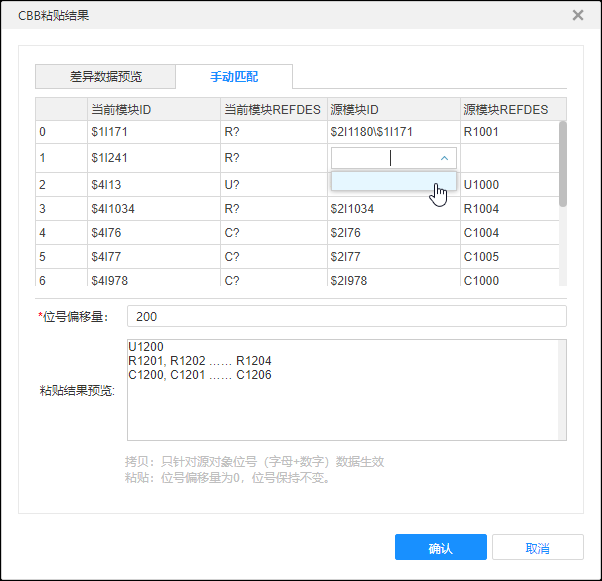 CBB粘贴结果
差异数据预览 手动匹配
当前模块ID 当前模块REFDES 源模块ID 源模块REFDES
0 $1I171 R? $2I1180\$1I171 R1001
1 $1I241 R?
2 $4I13 U? U1000
3 $4I1034 R? $2I1034 R1004
4 $4I76 C? $2I76 C1004
5 $4I77 C? $2I77 C1005
6 $4I978 C? $2I978 C1000
*位号偏移量： 200
粘贴结果预览:
U1200
R1201, R1202 …… R1204
C1200, C1201 …… C1206
拷贝：只针对源对象位号（字母+数字）数据生效
粘贴：位号偏移量为0，位号保持不变。
确认 取消